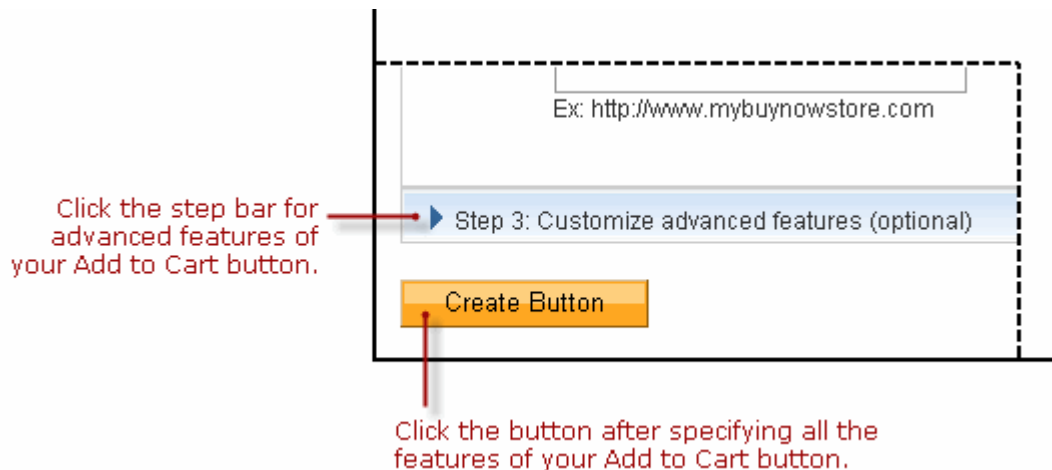 Ex: http://www.mybuynowstore.com
Click the step bar for
advanced features of
your Add to Cart button.
Step 3: Customize advanced features (optional)
Create Button
Click the button after specifying all the
features of your Add to Cart button.